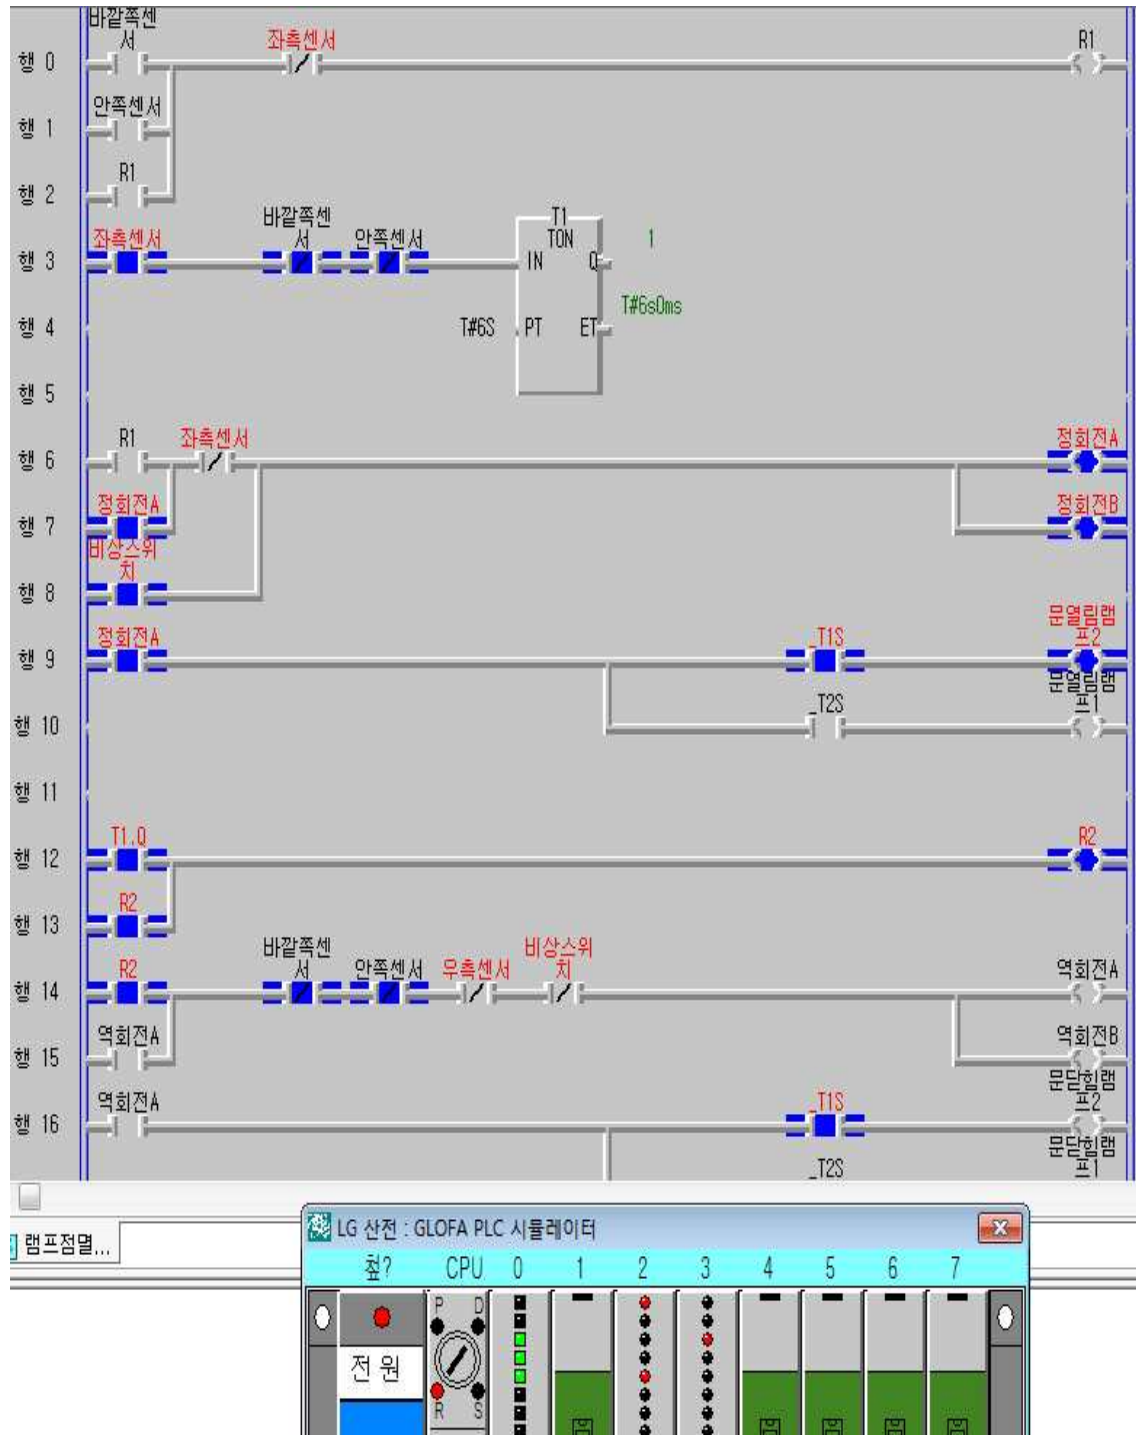 바깥쪽센
서
좌측센서
R1
행 0
안쪽센서
행 1
R1
행 2
바깥쪽센
서
좌측센서
안쪽센서
T1
TON
1
행 3
IN
Q
T#6s0ms
행 4
T#6S
PT
ET
행 5
R1
좌측센서
정회전A
행 6
정회전A
정회전B
행 7
비상스위
치
행 8
정회전A
_T1S
문열림램
프2
행 9
_T2S
문열림램
프1
행 10
행 11
T1.Q
R2
행 12
R2
행 13
바깥쪽센
서
비상스위
치
R2
안쪽센서
우측센서
역회전A
행 14
역회전A
역회전B
행 15
역회전A
_T1S
문닫힘램
프2
행 16
_T2S
문닫힘램
프1
램프점멸...
LG 산전 : GLOFA PLC 시뮬레이터
첲? CPU 0 1 2 3 4 5 6 7
P D
전원
R S